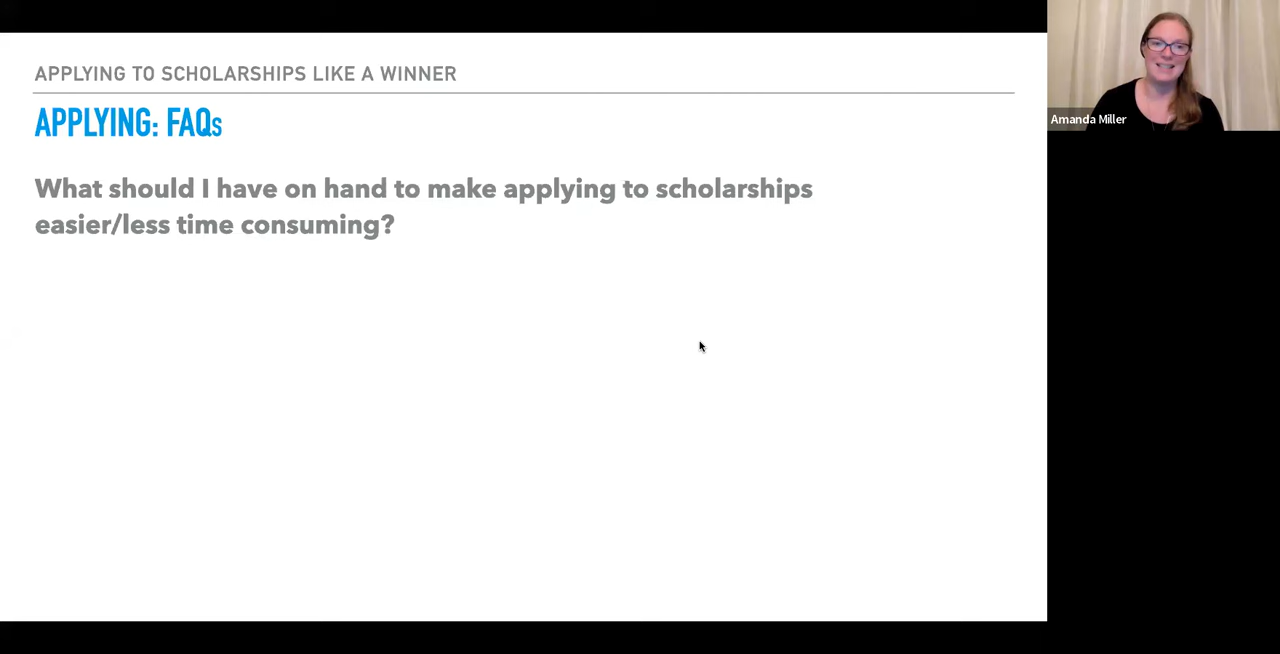 APPLYING TO SCHOLARSHIPS LIKE A WINNER
APPLYING: FAQs
What should I have on hand to make applying to scholarships
easier/less time consuming?
Amanda Miller